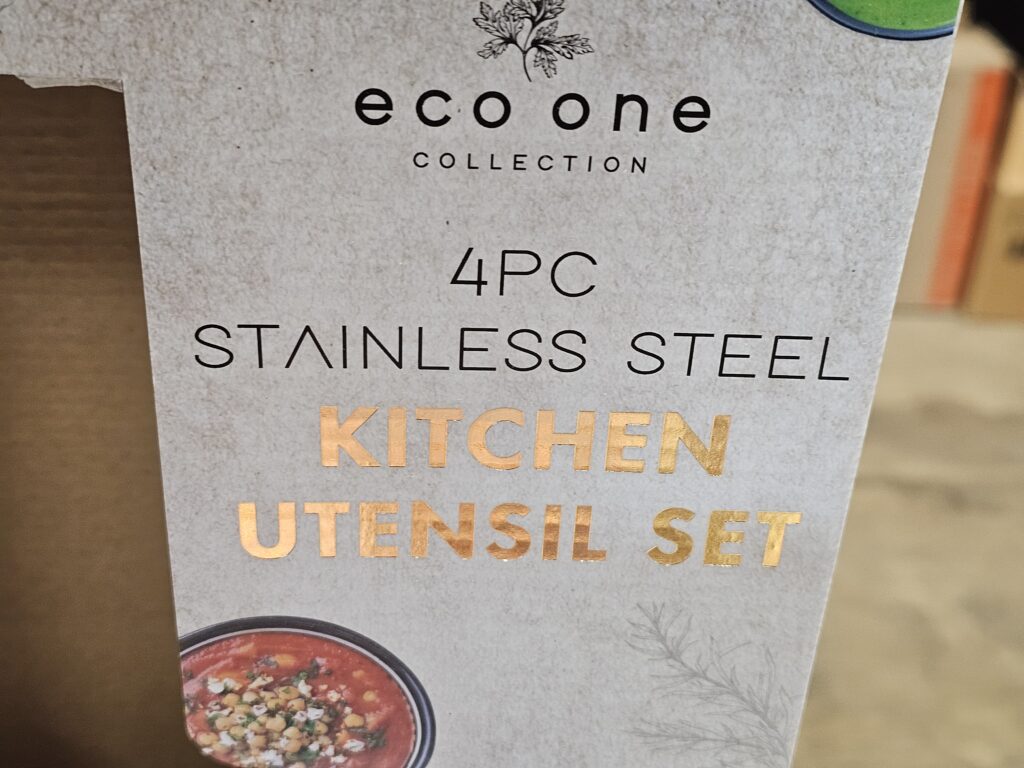 eco one
COLLECTION
4PC
STAINLESS STEEL
KITCHEN
UTENSIL SET